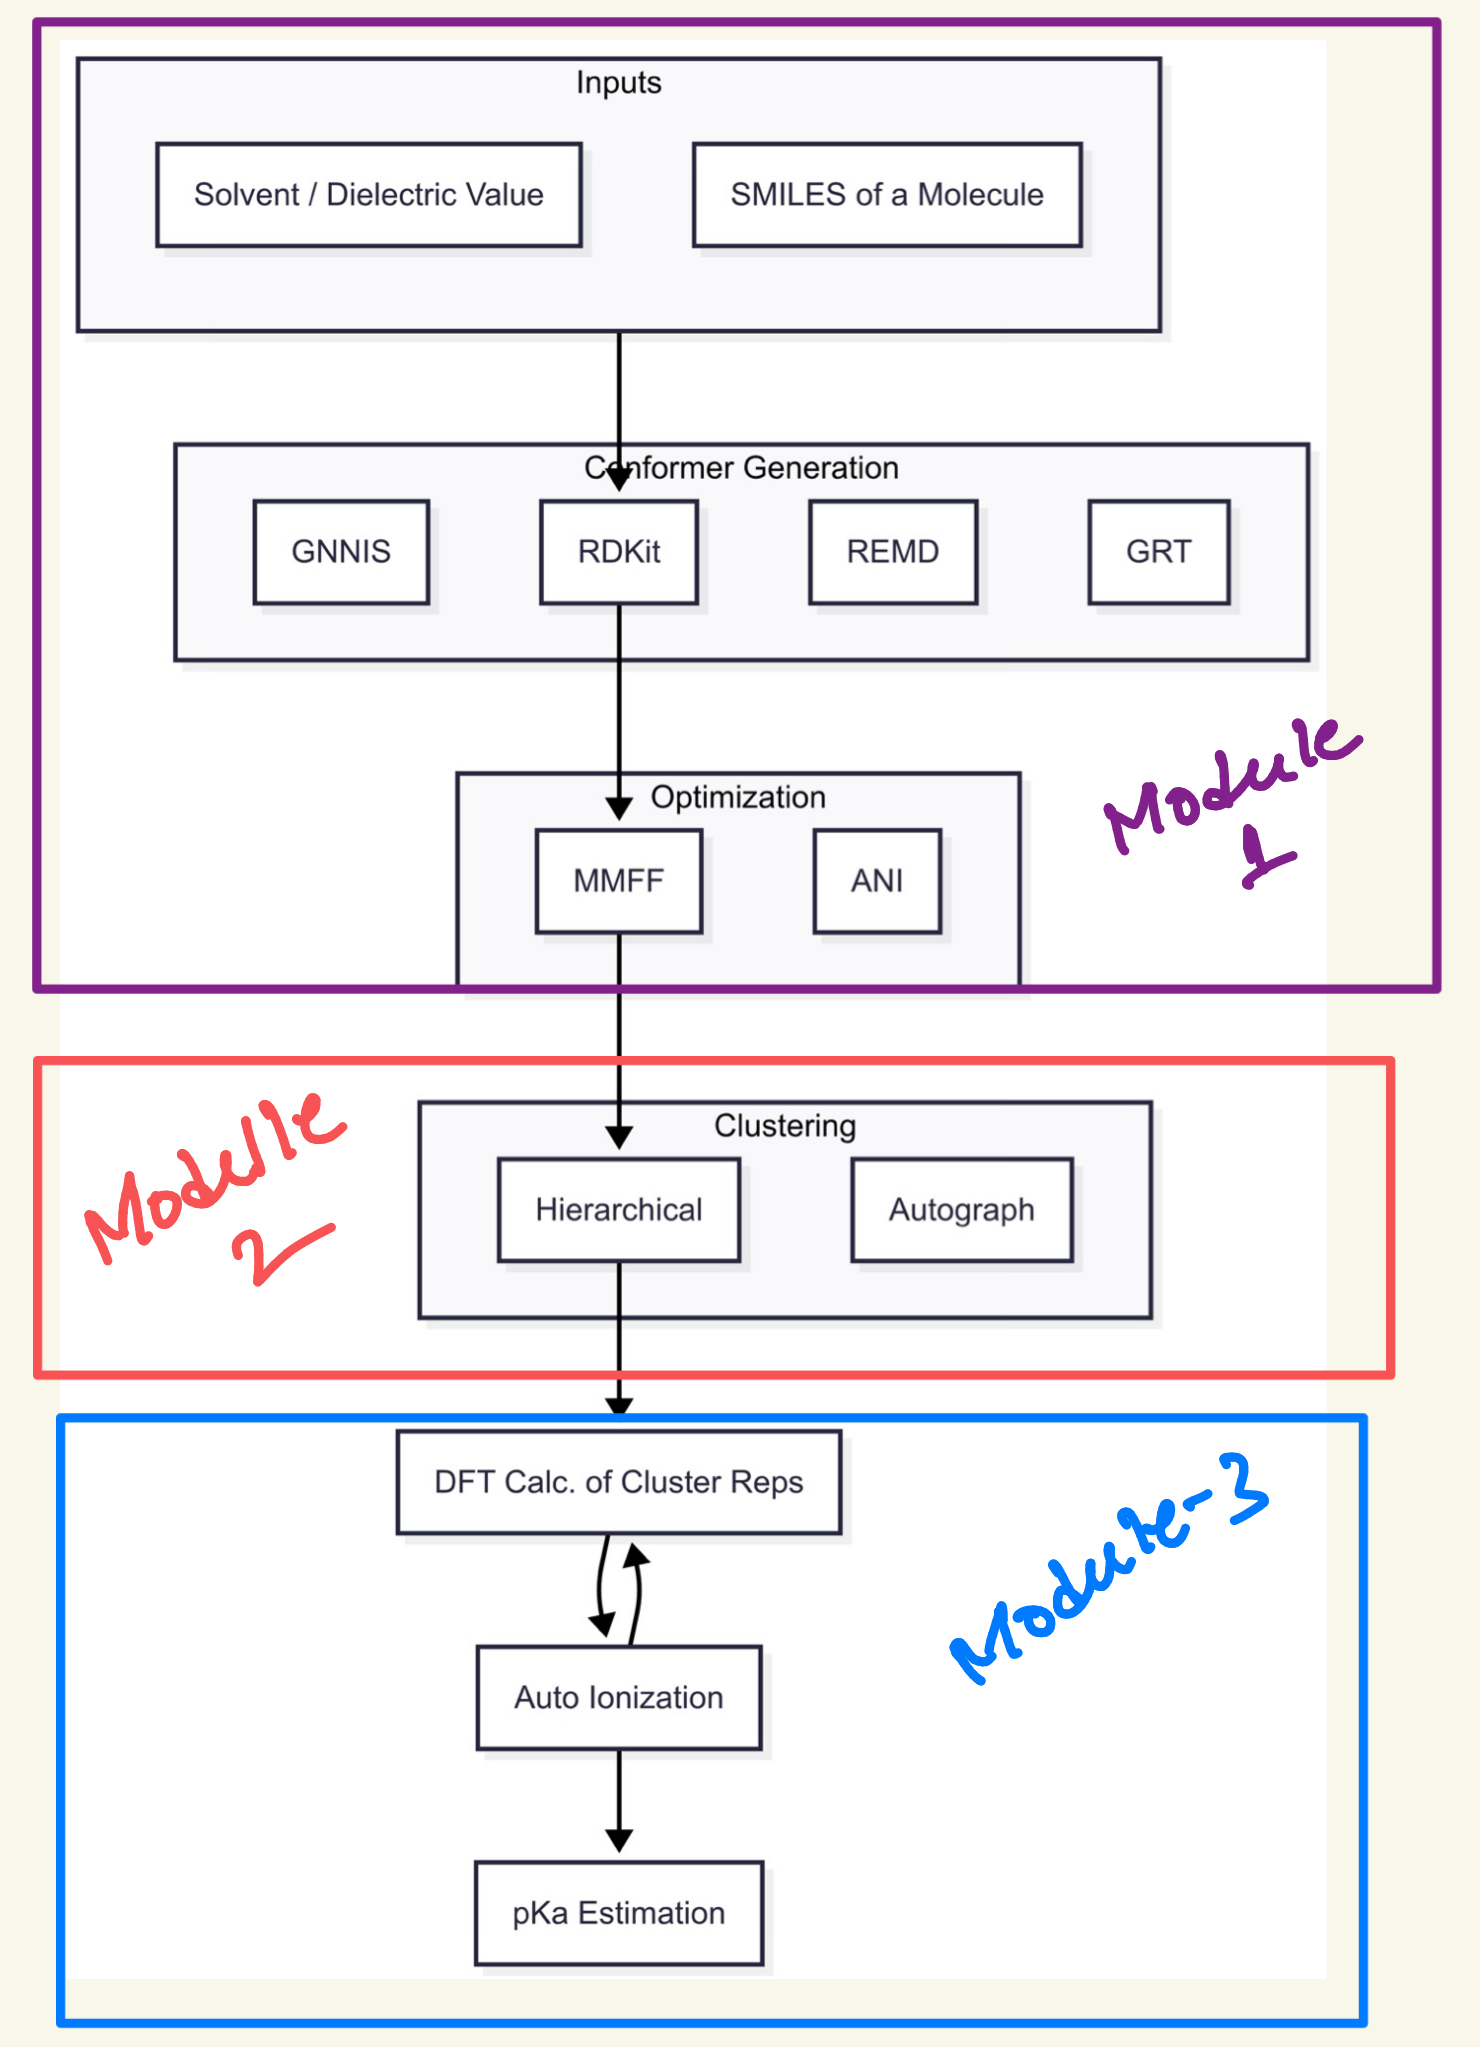 Inputs
Solvent / Dielectric Value
SMILES of a Molecule
Conformer Generation
GNNIS
RDKit
REMD
GRT
Module
1
Optimization
MMFF
ANI
Module
2
Clustering
Hierarchical
Autograph
DFT Calc. of Cluster Reps
Module-3
Auto Ionization
pKa Estimation